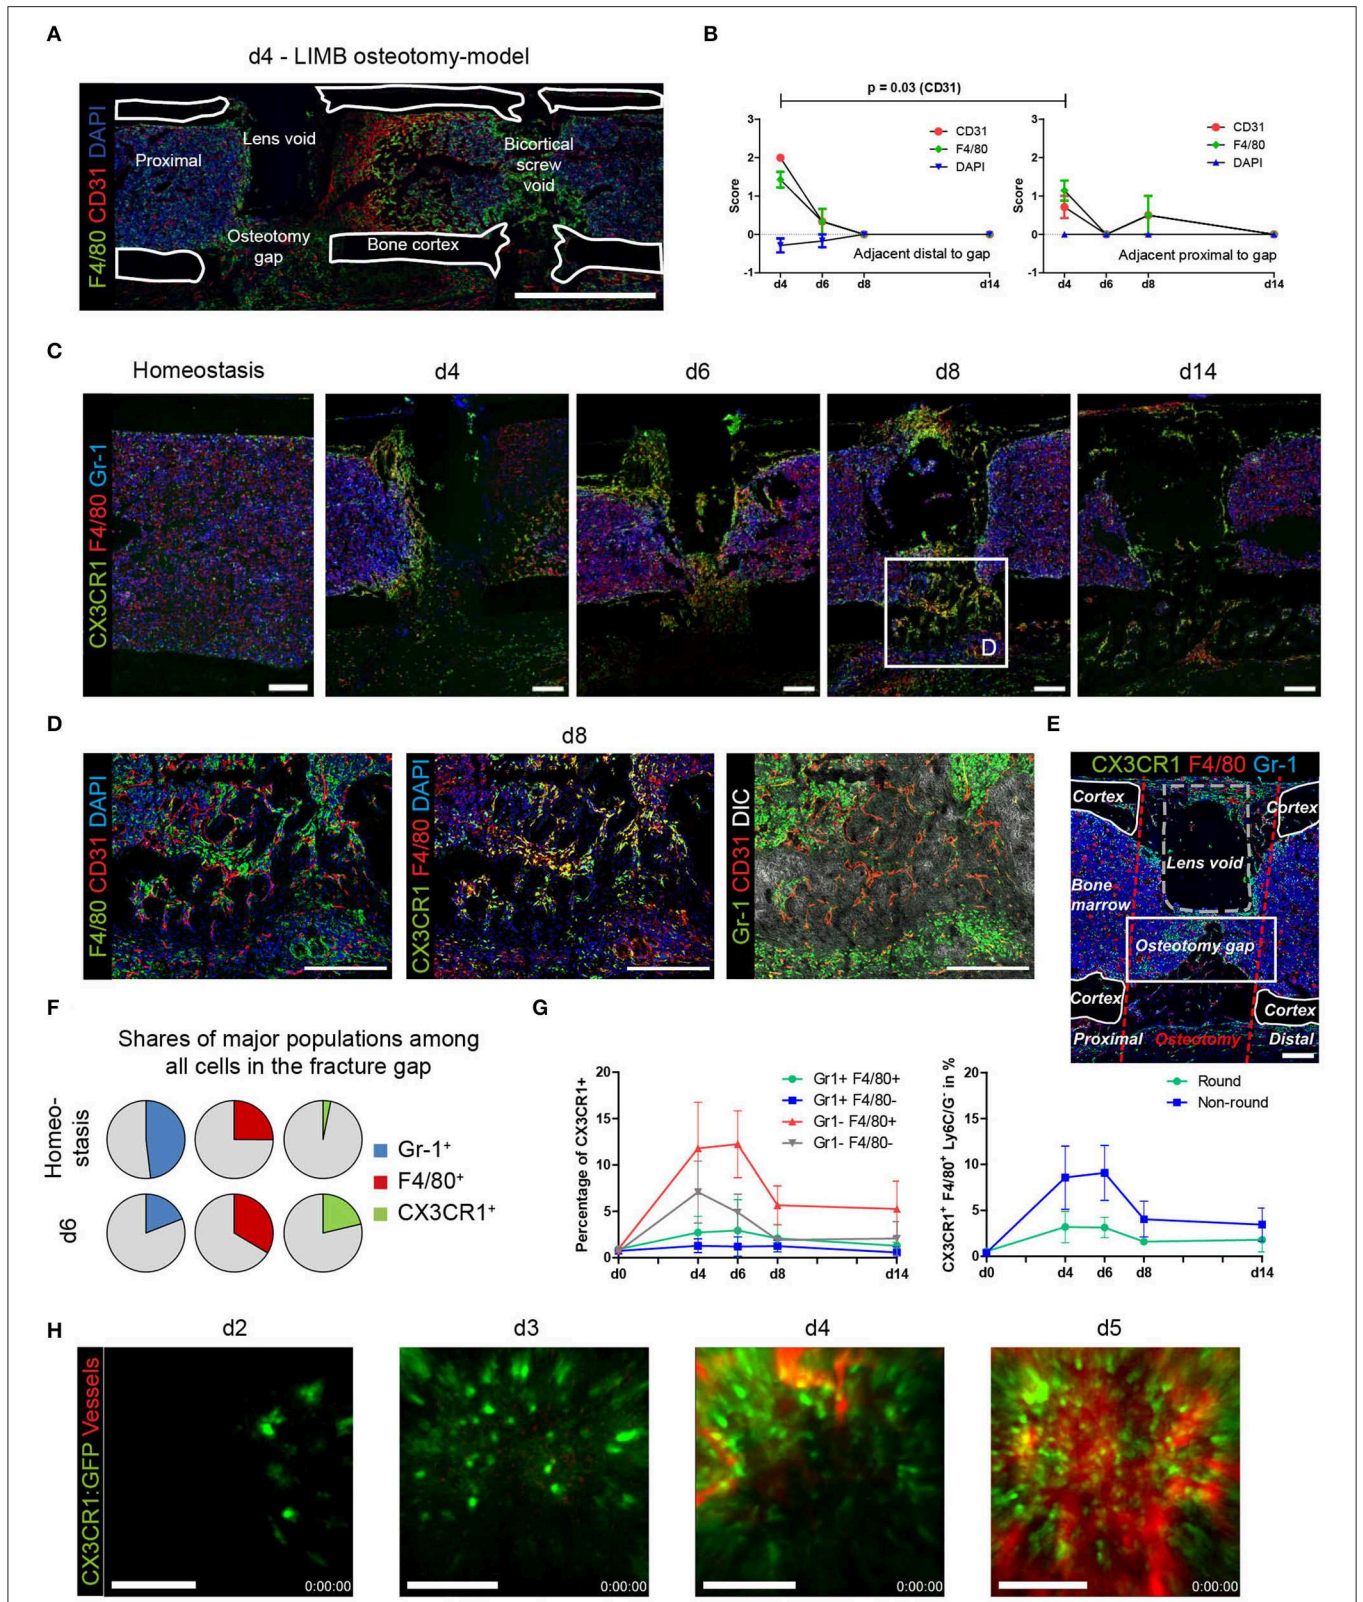 A
d4 - LIMB osteotomy-model
F4/80 CD31 DAPI
Proximal
Lens void
Bicortical
screw
void
Osteotomy
gap
Bone cortex
B
p = 0.03 (CD31)
Score
3
2
1
0
-1
CD31
F4/80
DAPI
Adjacent distal to gap
d4 d6 d8 d14
Score
3
2
1
0
-1
CD31
F4/80
DAPI
Adjacent proximal to gap
d4 d6 d8 d14
C
Homeostasis d4 d6 d8 d14
CX3CR1 F4/80 Gr-1
D
D
d8
F4/80 CD31 DAPI
CX3CR1 F4/80 DAPI
Gr-1 CD31 DIC
E
CX3CR1 F4/80 Gr-1
Cortex
Cortex
Lens void
Bone
marrow
Osteotomy gap
Cortex
Cortex
Proximal Osteotomy Distal
F
Shares of major populations among
all cells in the fracture gap
Homeo-
stasis
d6
Gr-1+
F4/80+
CX3CR1+
G
Percentage of CX3CR1+
20
15
10
5
0
Gr1+ F4/80+
Gr1+ F4/80-
Gr1- F4/80+
Gr1- F4/80-
d0 d4 d6 d8 d14
CX3CR1+ F4/80+ Ly6C/G- in %
20
15
10
5
0
Round
Non-round
d0 d4 d6 d8 d14
H
d2 d3 d4 d5
CX3CR1:GFP Vessels
0:00:00 0:00:00 0:00:00 0:00:00